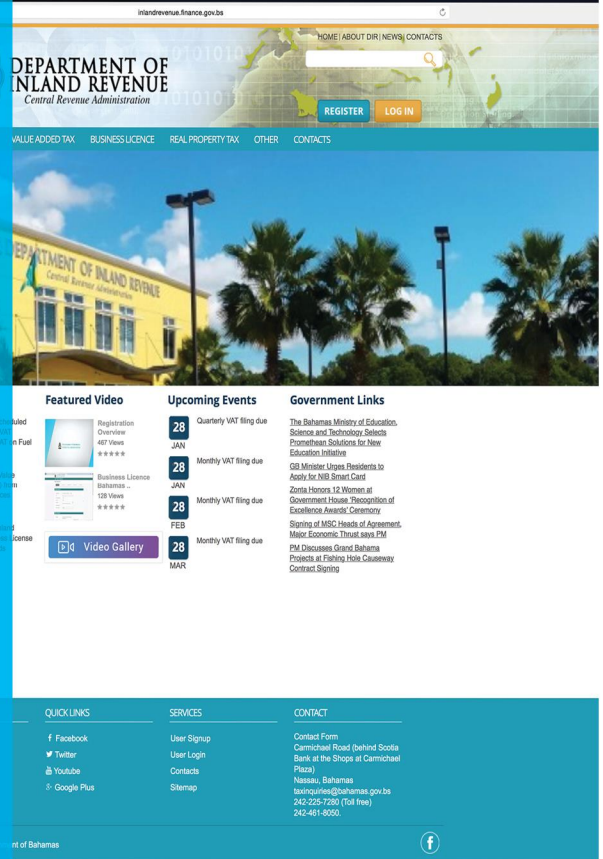 inlandrevenue.finance.gov.bs
HOME| ABOUT DIR| NEWS| CONTACTS
DEPARTMENT OF
INLAND REVENUE
Central Revenue Administration
REGISTER
LOG IN
VALUE ADDED TAX
BUSINESS LICENCE
REAL PROPERTY TAX
OTHER
CONTACTS
DEPARTMENT OF INLAND REVENUE
Central Revenue Administration
Featured Video
Registration
Overview
467 Views
Business Licence
Bahamas ..
128 Views
Video Gallery
Upcoming Events
28
JAN
Quarterly VAT filing due
28
JAN
Monthly VAT filing due
28
FEB
Monthly VAT filing due
28
MAR
Monthly VAT filing due
Government Links
The Bahamas Ministry of Education,
Science and Technology Selects
Promethean Solutions for New
Education Initiative
GB Minister Urges Residents to
Apply for NIB Smart Card
Zonta Honors 12 Women at
Government House 'Recognition of
Excellence Awards' Ceremony
Signing of MSC Heads of Agreement,
Major Economic Thrust says PM
PM Discusses Grand Bahama
Projects at Fishing Hole Causeway
Contract Signing
on Fuel
License
QUICK LINKS
Facebook
Twitter
Youtube
Google Plus
SERVICES
User Signup
User Login
Contacts
Sitemap
CONTACT
Contact Form
Carmichael Road (behind Scotia
Bank at the Shops at Carmichael
Plaza)
Nassau, Bahamas
taxinquiries@bahamas.gov.bs
242-225-7280 (Toll free)
242-461-8050.
nt of Bahamas